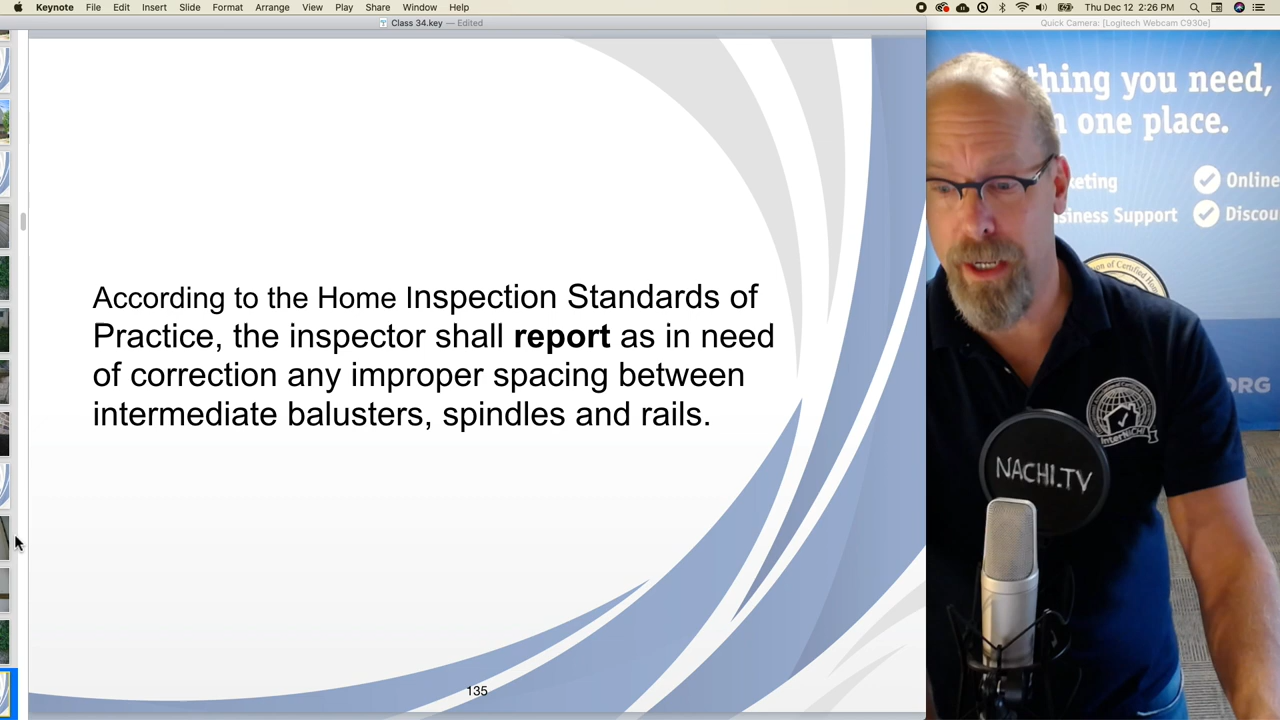 Keynote File Edit Insert Slide Format Arrange View Play Share Window Help Thu Dec 12 2:26 PM
Class 34.key — Edited
Quick Camera: [Logitech Webcam C930e]
According to the Home Inspection Standards of
Practice, the inspector shall report as in need
of correction any improper spacing between
intermediate balusters, spindles and rails.
135
thing you need,
one place.
keting
Online
siness Support
Discou
ORG
InterNACHI
NACHI.TV